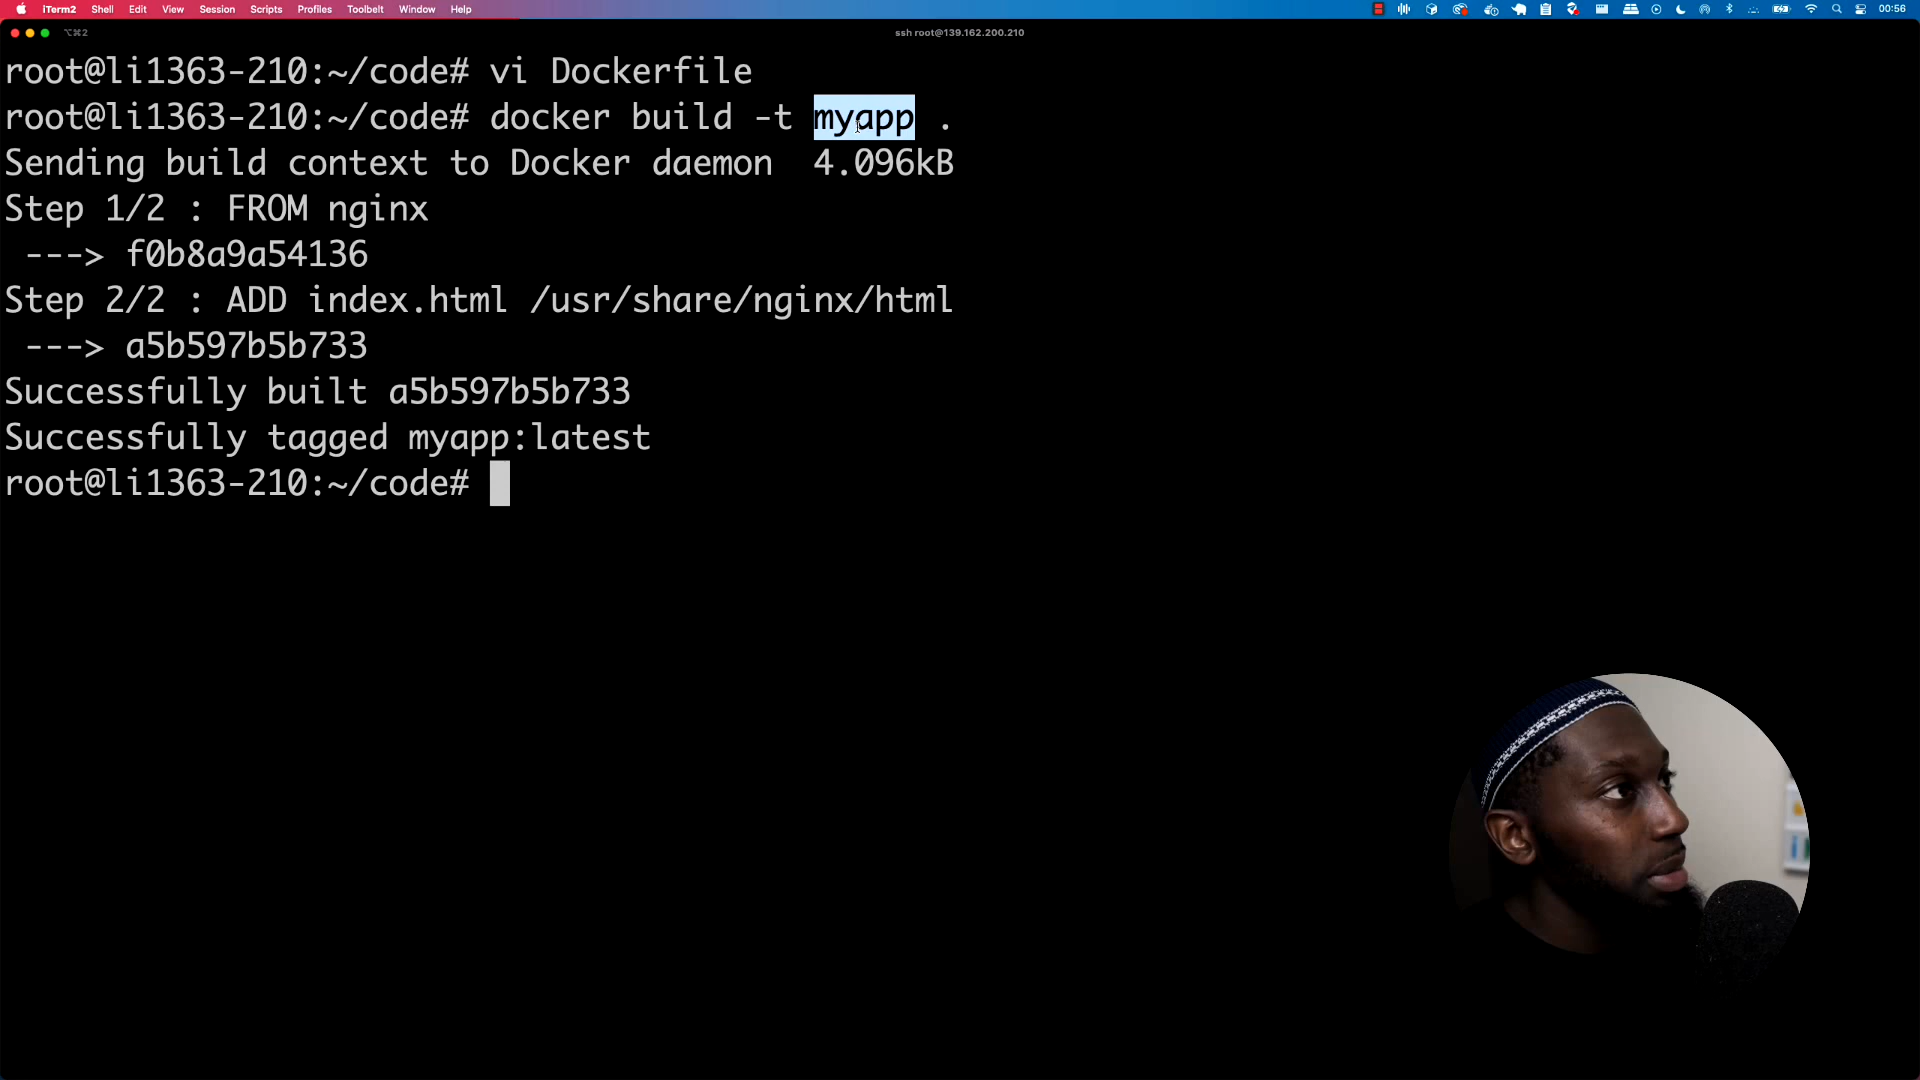 iTerm2 Shell Edit View Session Scripts Profiles Toolbelt Window Help 00:56
⌥⌘2 ssh root@139.162.200.210
root@li1363-210:~/code# vi Dockerfile
root@li1363-210:~/code# docker build -t myapp .
Sending build context to Docker daemon  4.096kB
Step 1/2 : FROM nginx
 ---> f0b8a9a54136
Step 2/2 : ADD index.html /usr/share/nginx/html
 ---> a5b597b5b733
Successfully built a5b597b5b733
Successfully tagged myapp:latest
root@li1363-210:~/code#